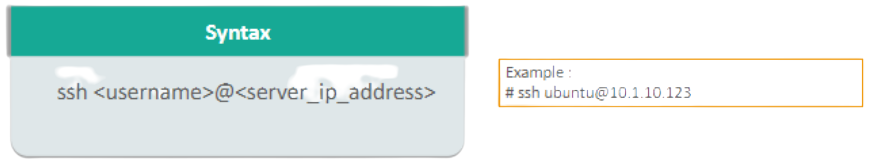 Syntax
ssh <username>@<server_ip_address>
Example :
# ssh ubuntu@10.1.10.123